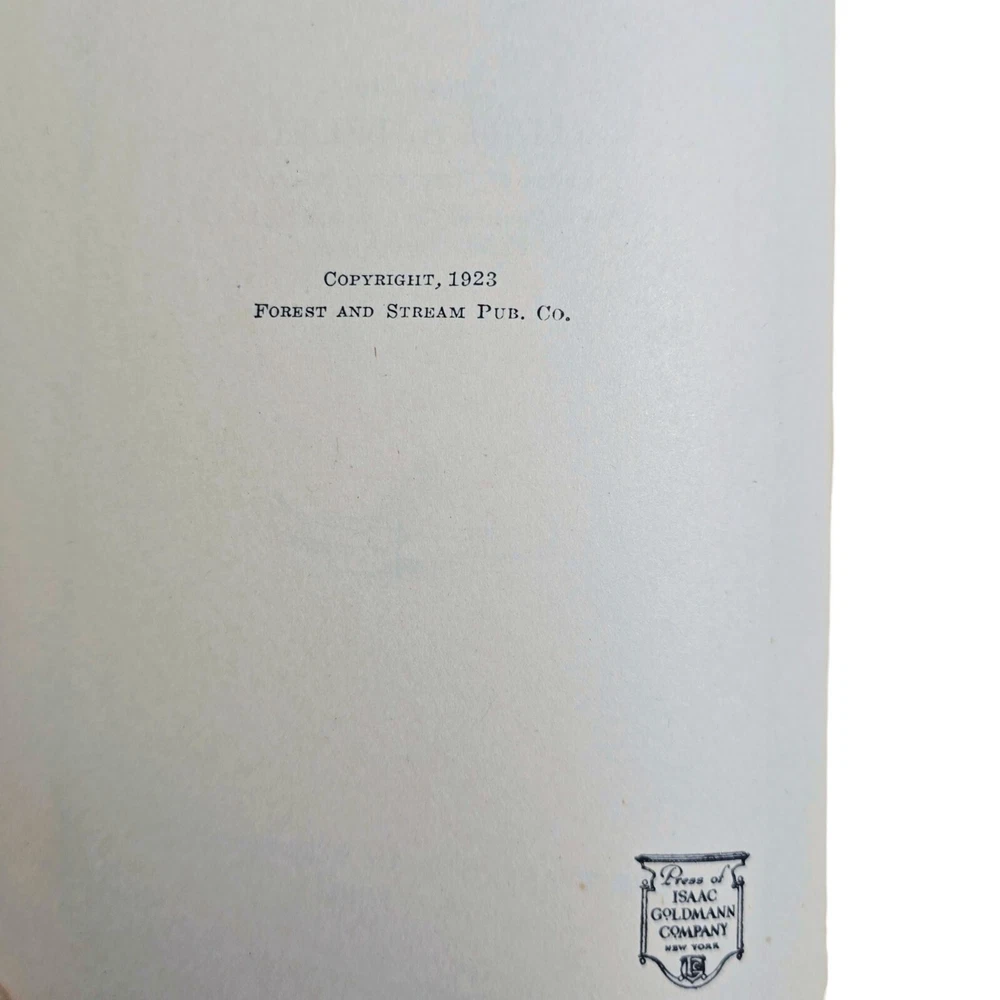 COPYRIGHT, 1923
FOREST AND STREAM PUB. CO.
Press of
ISAAC
GOLDMANN
COMPANY
NEW YORK